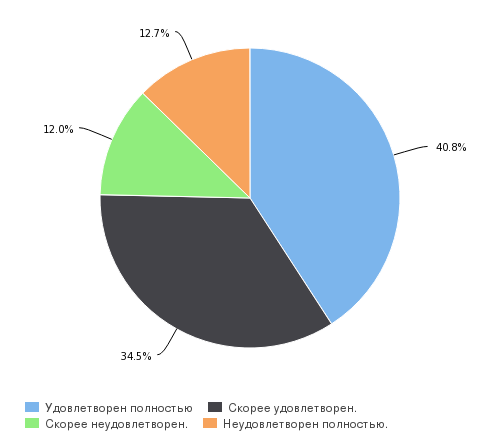 12.7%
40.8%
12.0%
34.5%
Удовлетворен полностью Скорее удовлетворен.
Скорее неудовлетворен. Неудовлетворен полностью.